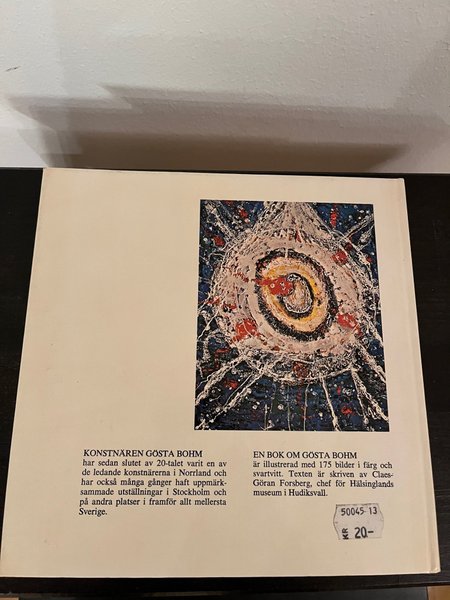 KONSTNÄREN GÖSTA BOHM
har sedan slutet av 20-talet varit en av
de ledande konstnärerna i Norrland och
har också många gånger haft uppmärk-
sammade utställningar i Stockholm och
på andra platser i framför allt mellersta
Sverige.
EN BOK OM GÖSTA BOHM
är illustrerad med 175 bilder i färg och
svartvitt. Texten är skriven av Claes-
Göran Forsberg, chef för Hälsinglands
museum i Hudiksvall.
50045 13
KR 20-